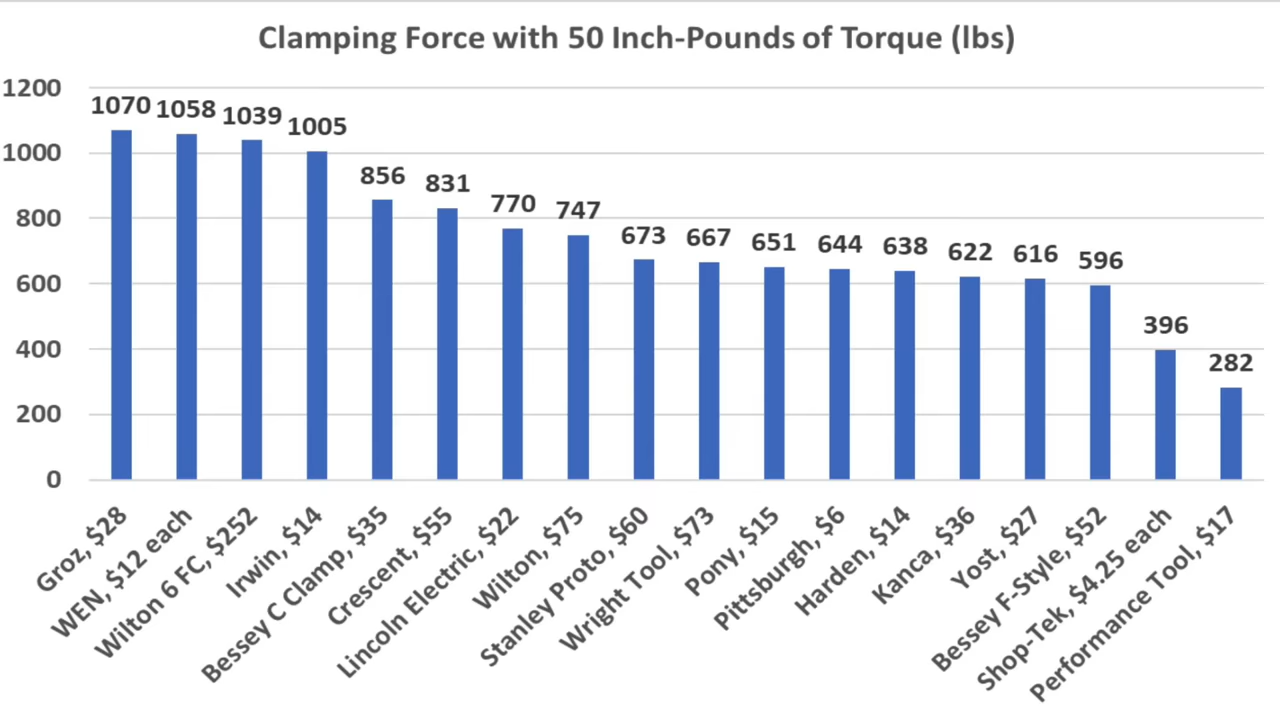 Clamping Force with 50 Inch-Pounds of Torque (lbs)
1200
1000
800
600
400
200
0
1070
1058
1039
1005
856
831
770
747
673
667
651
644
638
622
616
596
396
282
Groz, $28
WEN, $12 each
Wilton 6 FC, $252
Irwin, $14
Bessey C Clamp, $35
Crescent, $55
Lincoln Electric, $22
Wilton, $75
Stanley Proto, $60
Wright Tool, $73
Pony, $15
Pittsburgh, $6
Harden, $14
Kanca, $36
Yost, $27
Bessey F-Style, $52
Shop-Tek, $4.25 each
Performance Tool, $17